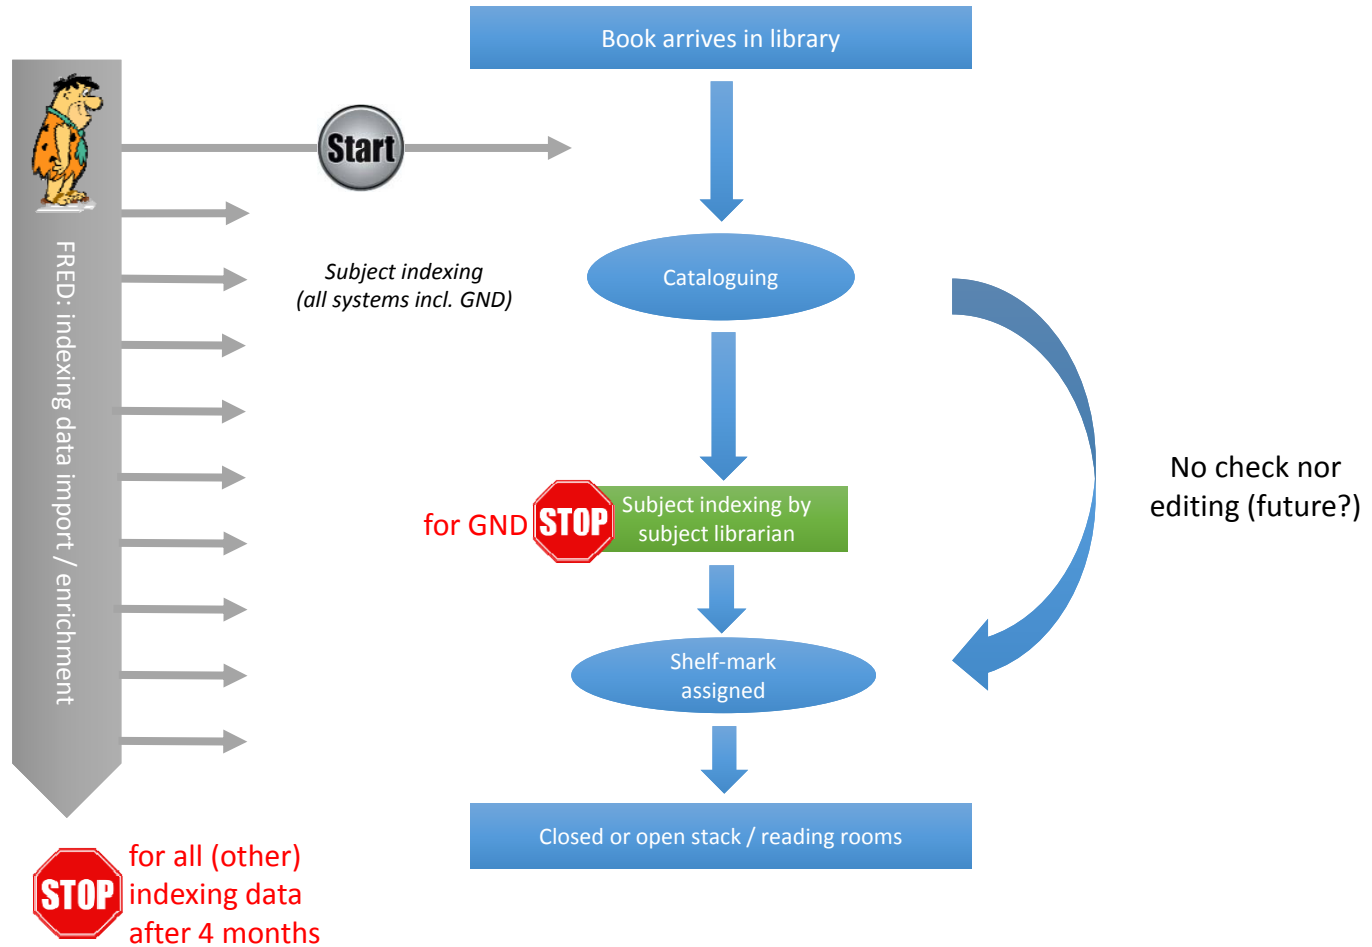 Book arrives in library
Start
Subject indexing
(all systems incl. GND)
Cataloguing
FRED: indexing data import / enrichment
No check nor
editing (future?)
for GND
STOP
Subject indexing by
subject librarian
Shelf-mark
assigned
Closed or open stack / reading rooms
STOP
for all (other)
indexing data
after 4 months